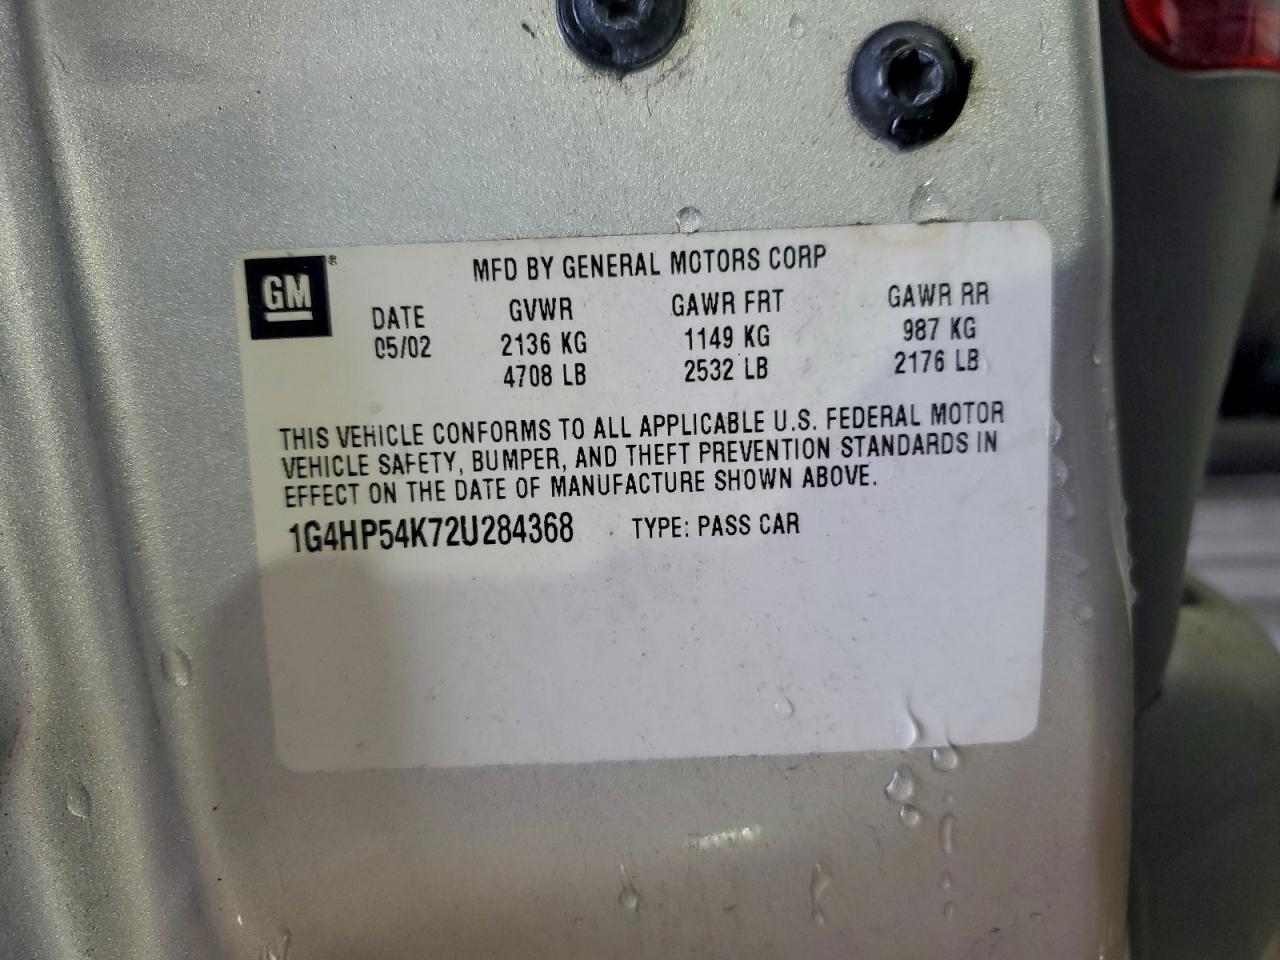 GM®
MFD BY GENERAL MOTORS CORP
DATE GVWR GAWR FRT GAWR RR
05/02 2136 KG 1149 KG 987 KG
4708 LB 2532 LB 2176 LB
THIS VEHICLE CONFORMS TO ALL APPLICABLE U.S. FEDERAL MOTOR
VEHICLE SAFETY, BUMPER, AND THEFT PREVENTION STANDARDS IN
EFFECT ON THE DATE OF MANUFACTURE SHOWN ABOVE.
1G4HP54K72U284368 TYPE: PASS CAR